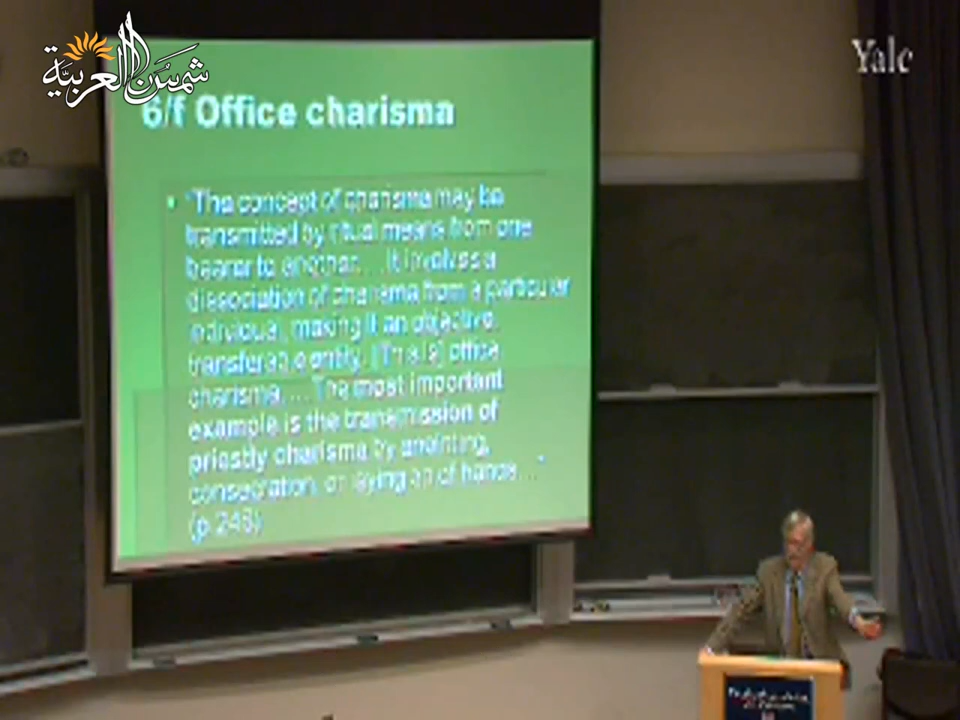 شمس العربية
Yale
6/f Office charisma
"The concept of charisma may be
transmitted by ritual means from one
bearer to another. ...It involves a
dissociation of charisma from a particular
individual, making it an objective,
transferable entity. [This is] office
charisma. ... The most important
example is the transmission of
priestly charisma by anointing,
consecration, or laying on of hands...
(p.248)